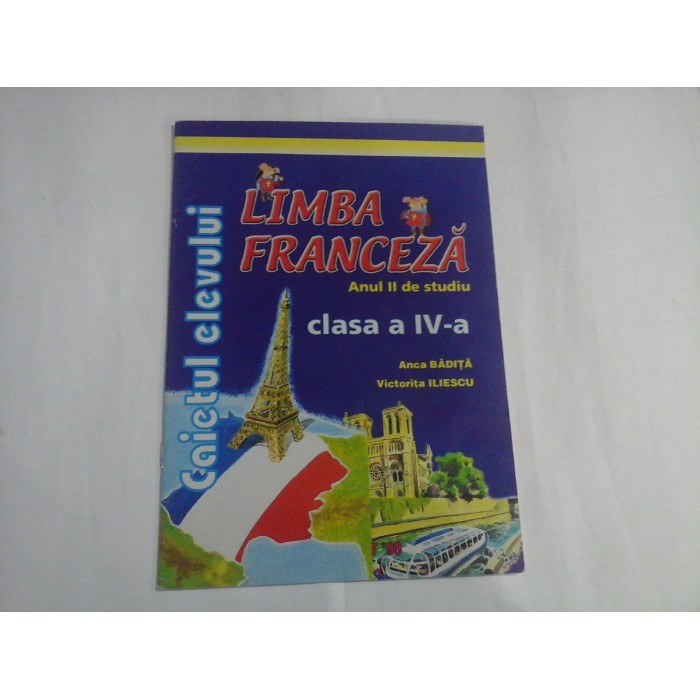 Caietul elevului
LIMBA
FRANCEZĂ
Anul II de studiu
clasa a IV-a
Anca BĂDIȚĂ
Victorița ILIESCU